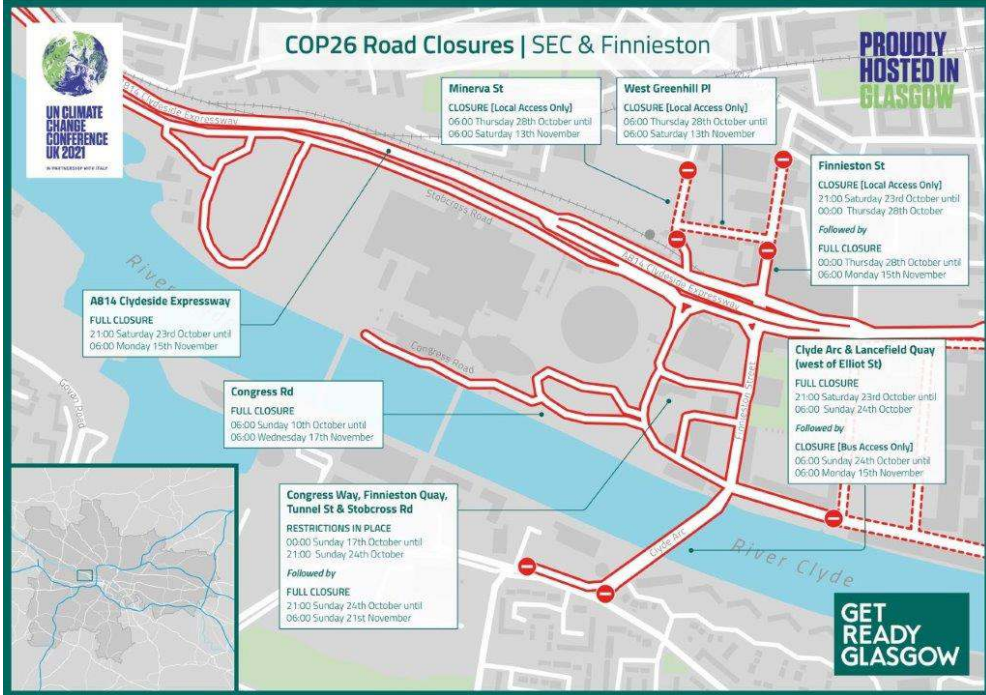 COP26 Road Closures | SEC & Finnieston
UN CLIMATE
CHANGE
CONFERENCE
UK 2021
IN PARTNERSHIP WITH ITALY
PROUDLY
HOSTED IN
GLASGOW
Minerva St
CLOSURE [Local Access Only]
06:00 Thursday 28th October until
06:00 Saturday 13th November
West Greenhill Pl
CLOSURE [Local Access Only]
06:00 Thursday 28th October until
06:00 Saturday 13th November
Finnieston St
CLOSURE [Local Access Only]
21:00 Saturday 23rd October until
00:00 Thursday 28th October
Followed by
FULL CLOSURE
00:00 Thursday 28th October until
06:00 Monday 15th November
A814 Clydeside Expressway
Stobcross Road
A814 Clydeside Expressway
River
A814 Clydeside Expressway
FULL CLOSURE
21:00 Saturday 23rd October until
06:00 Monday 15th November
Govan Road
Congress Road
Finnieston Street
Clyde Arc & Lancefield Quay
(west of Elliot St)
FULL CLOSURE
21:00 Saturday 23rd October until
06:00 Sunday 24th October
Followed by
CLOSURE [Bus Access Only]
06:00 Sunday 24th October until
06:00 Monday 15th November
Congress Rd
FULL CLOSURE
06:00 Sunday 10th October until
06:00 Wednesday 17th November
Congress Way, Finnieston Quay,
Tunnel St & Stobcross Rd
RESTRICTIONS IN PLACE
00:00 Sunday 17th October until
21:00 Sunday 24th October
Followed by
FULL CLOSURE
21:00 Sunday 24th October until
06:00 Sunday 21st November
Clyde Arc
River Clyde
GET
READY
GLASGOW